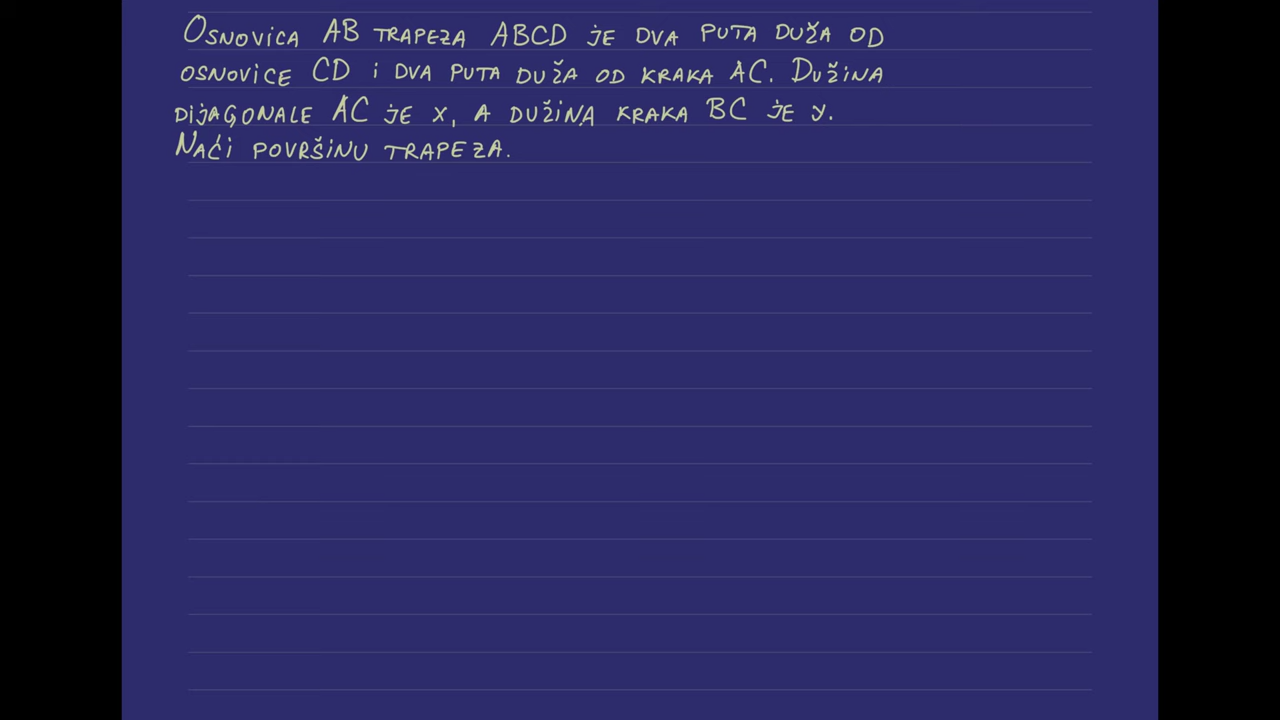 OSNOVICA AB TRAPEZA ABCD JE DVA PUTA DUŽA OD
OSNOVICE CD I DVA PUTA DUŽA OD KRAKA AC. DUŽINA
DIJAGONALE AC JE X, A DUŽINA KRAKA BC JE Y.
NAĆI POVRŠINU TRAPEZA.